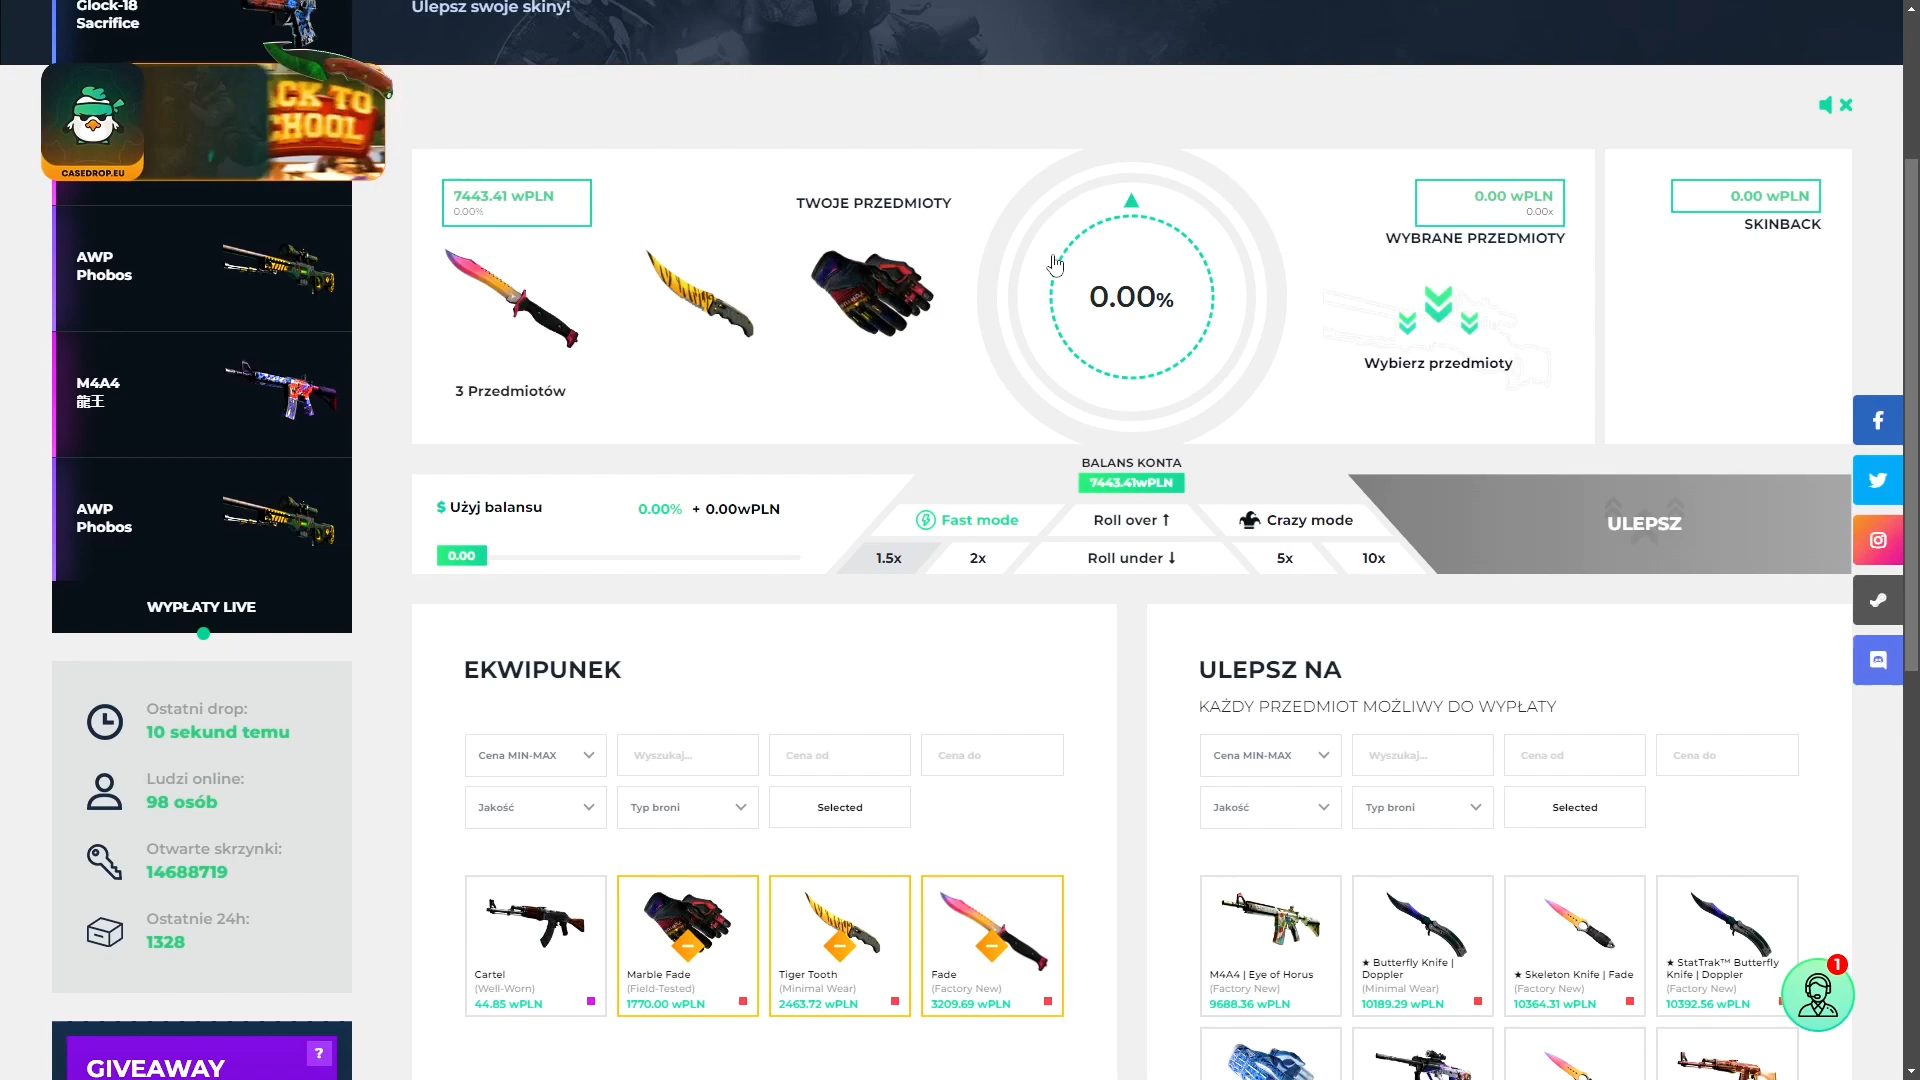 Glock-18
Sacrifice
Ulepsz swoje skiny!
CK TO
HOOL
CASEDROP.EU
AWP
Phobos
M4A4
龍王
AWP
Phobos
WYPŁATY LIVE
Ostatni drop:
10 sekund temu
Ludzi online:
98 osób
Otwarte skrzynki:
14688719
Ostatnie 24h:
1328
GIVEAWAY
?
7443.41 wPLN
0.00%
TWOJE PRZEDMIOTY
3 Przedmiotów
0.00%
0.00 wPLN
0.00x
WYBRANE PRZEDMIOTY
Wybierz przedmioty
0.00 wPLN
SKINBACK
BALANS KONTA
7443.41wPLN
$ Użyj balansu
0.00% + 0.00wPLN
0.00
Fast mode
Roll over ↑
Crazy mode
1.5x
2x
Roll under ↓
5x
10x
ULEPSZ
EKWIPUNEK
Cena MIN-MAX
Wyszukaj...
Cena od
Cena do
Jakość
Typ broni
Selected
Cartel
(Well-Worn)
44.85 wPLN
Marble Fade
(Field-Tested)
1770.00 wPLN
Tiger Tooth
(Minimal Wear)
2463.72 wPLN
Fade
(Factory New)
3209.69 wPLN
ULEPSZ NA
KAŻDY PRZEDMIOT MOŻLIWY DO WYPŁATY
Cena MIN-MAX
Wyszukaj...
Cena od
Cena do
Jakość
Typ broni
Selected
M4A4 | Eye of Horus
(Factory New)
9688.36 wPLN
★ Butterfly Knife |
Doppler
(Minimal Wear)
10189.29 wPLN
★ Skeleton Knife | Fade
(Factory New)
10364.31 wPLN
★ StatTrak™ Butterfly
Knife | Doppler
(Factory New)
10392.56 wPLN
1